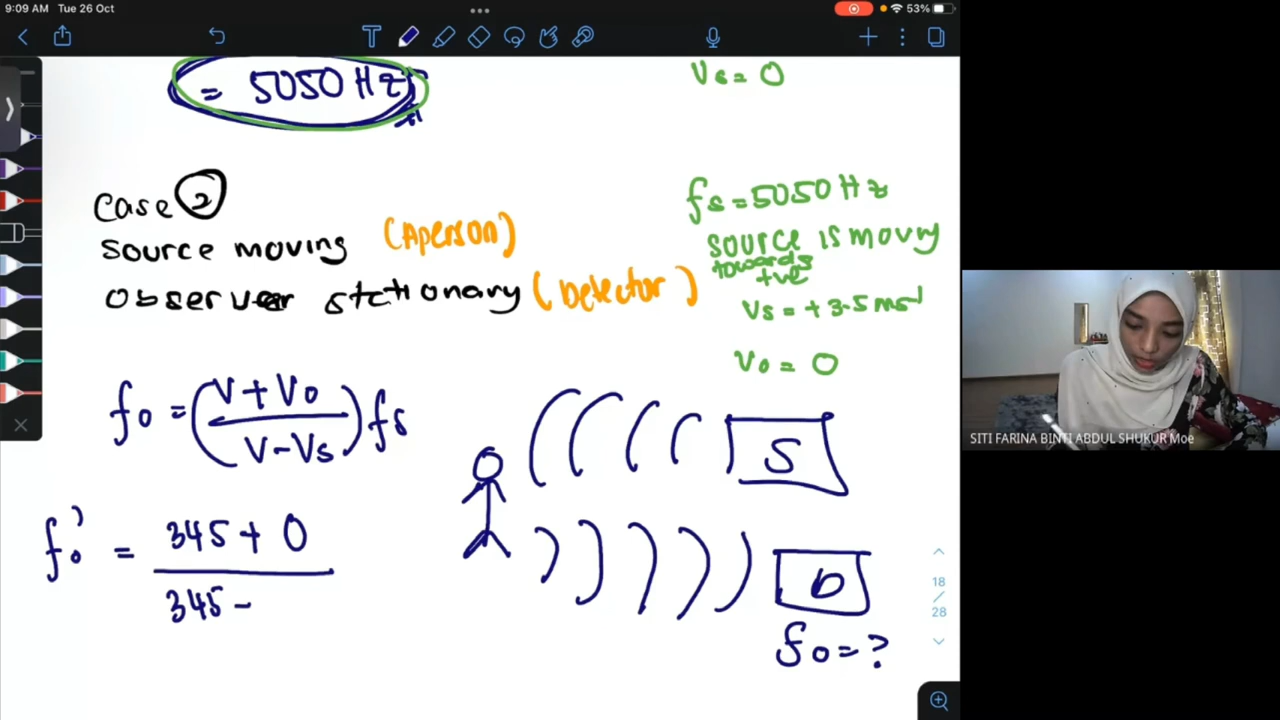 9:09 AM Tue 26 Oct
53%
= 5050 Hz
Vs = 0
Case 2
source moving (Aperson)
observer stationary (Detector)
fs = 5050 Hz
source is moving
towards
+ve
Vs = + 3.5 ms-1
Vo = 0
fo = (V + Vo / V - Vs) fs
S
fo' = 345 + 0
345 -
D
fo = ?
18
/
28
SITI FARINA BINTI ABDUL SHUKUR Moe